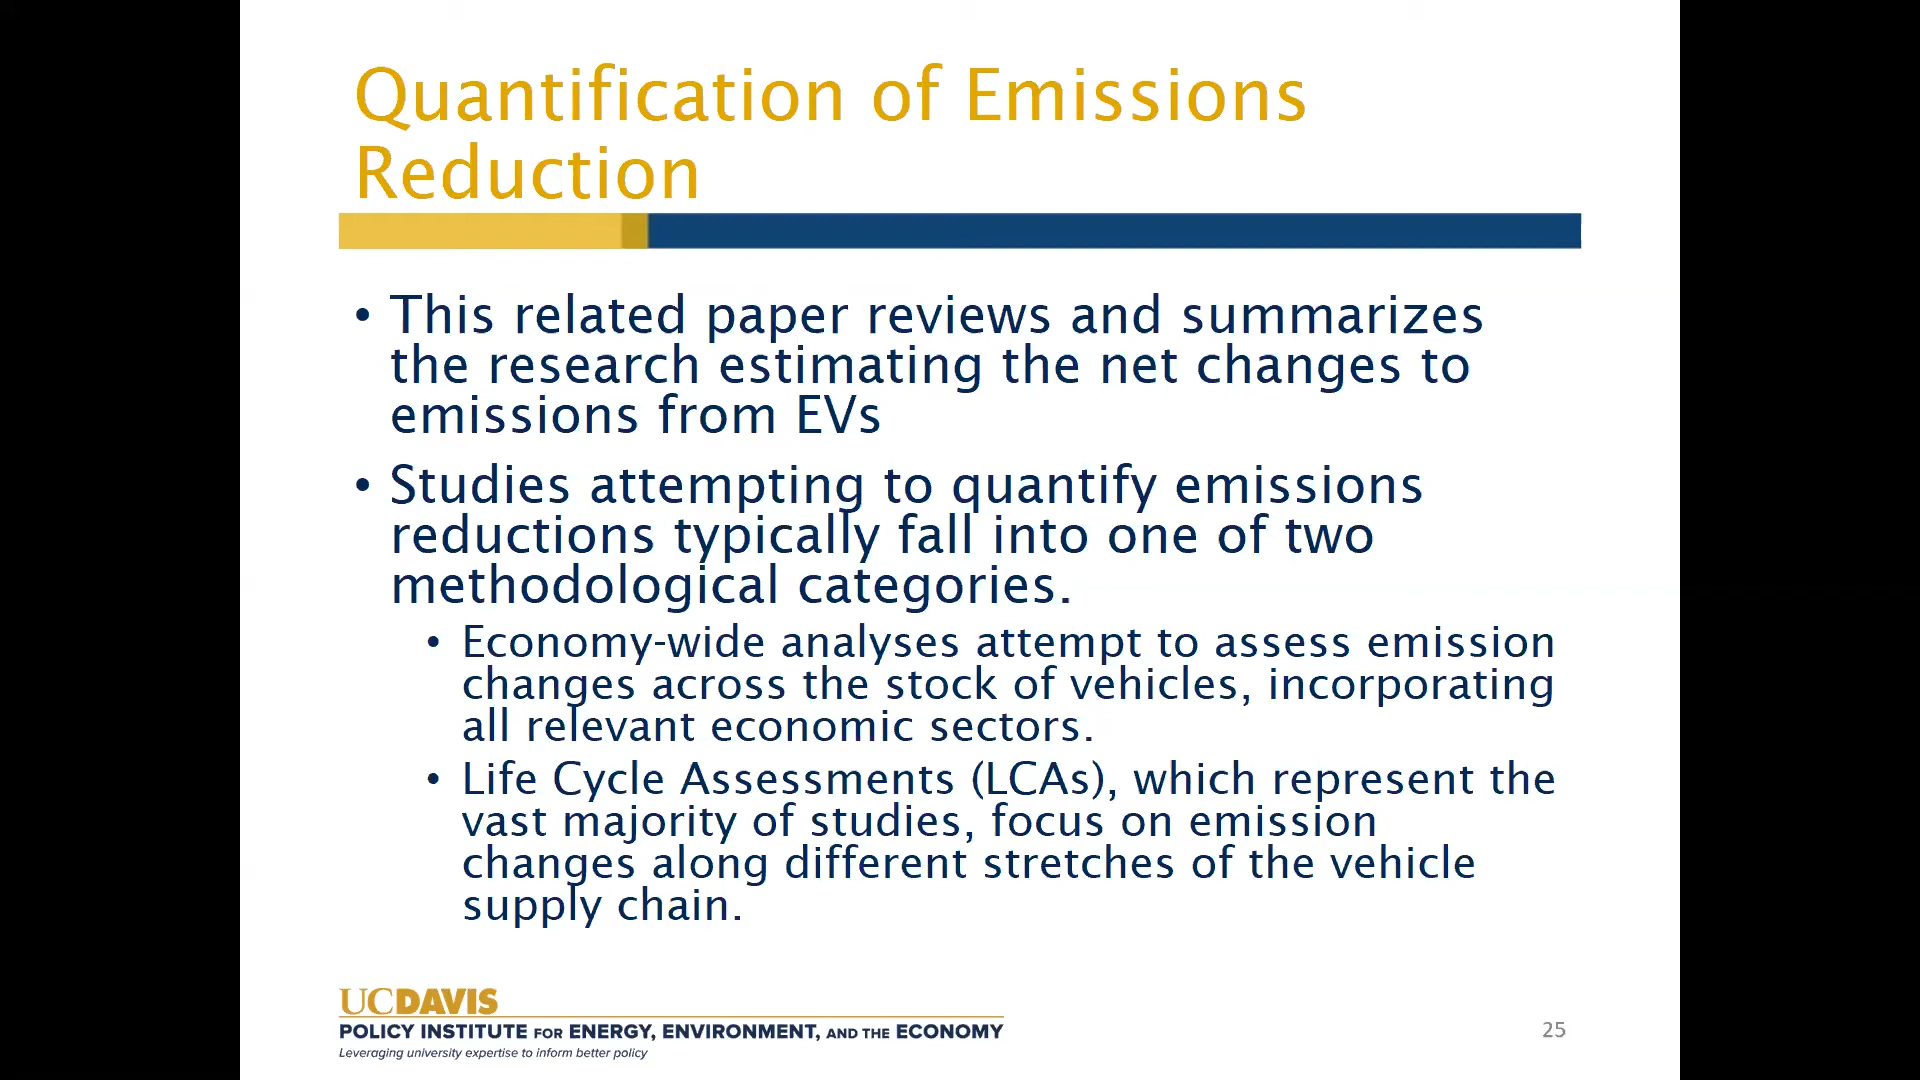 Quantification of Emissions
Reduction
• This related paper reviews and summarizes
the research estimating the net changes to
emissions from EVs
• Studies attempting to quantify emissions
reductions typically fall into one of two
methodological categories.
• Economy-wide analyses attempt to assess emission
changes across the stock of vehicles, incorporating
all relevant economic sectors.
• Life Cycle Assessments (LCAs), which represent the
vast majority of studies, focus on emission
changes along different stretches of the vehicle
supply chain.
UCDAVIS
POLICY INSTITUTE FOR ENERGY, ENVIRONMENT, AND THE ECONOMY
Leveraging university expertise to inform better policy
25